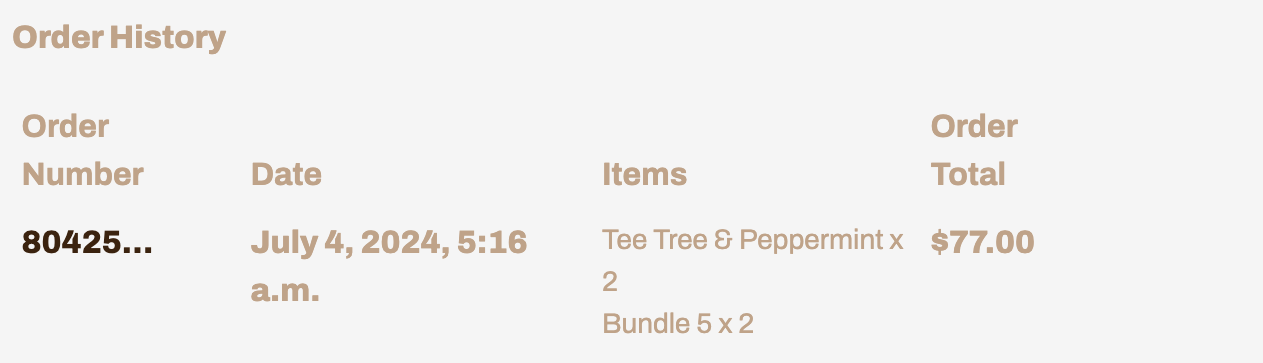 Order History
Order
Number
Date
Items
Order
Total
80425...
July 4, 2024, 5:16
a.m.
Tee Tree & Peppermint x
2
Bundle 5 x 2
$77.00